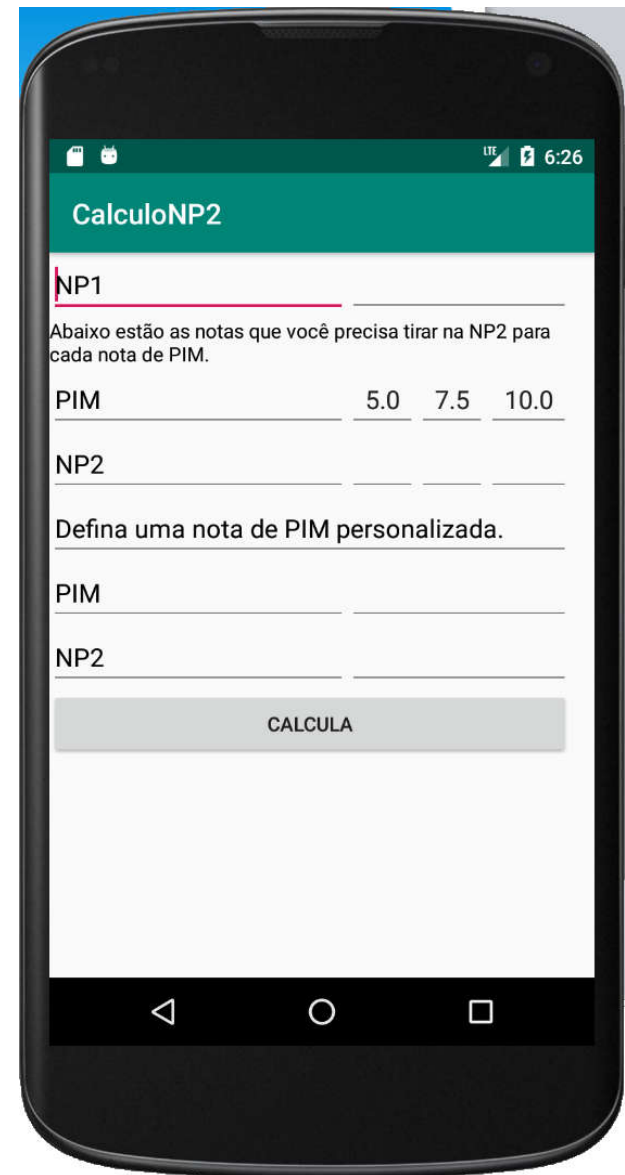 LTE 6:26
CalculoNP2
NP1
Abaixo estão as notas que você precisa tirar na NP2 para
cada nota de PIM.
PIM 5.0 7.5 10.0
NP2
Defina uma nota de PIM personalizada.
PIM
NP2
CALCULA